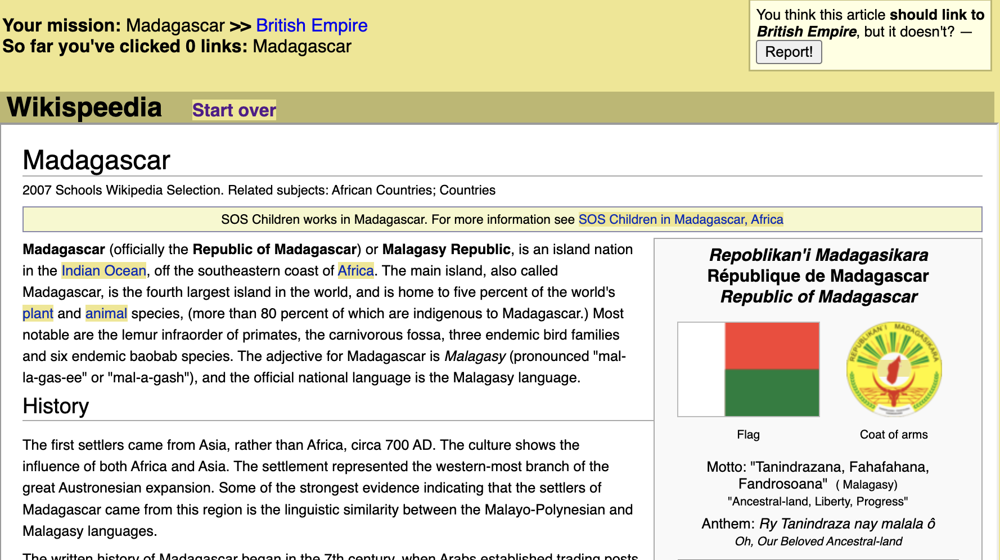 Your mission: Madagascar >> British Empire
So far you've clicked 0 links: Madagascar
You think this article should link to
British Empire, but it doesn't? —
Report!
Wikispeedia Start over
Madagascar
2007 Schools Wikipedia Selection. Related subjects: African Countries; Countries
SOS Children works in Madagascar. For more information see SOS Children in Madagascar, Africa
Madagascar (officially the Republic of Madagascar) or Malagasy Republic, is an island nation
in the Indian Ocean, off the southeastern coast of Africa. The main island, also called
Madagascar, is the fourth largest island in the world, and is home to five percent of the world's
plant and animal species, (more than 80 percent of which are indigenous to Madagascar.) Most
notable are the lemur infraorder of primates, the carnivorous fossa, three endemic bird families
and six endemic baobab species. The adjective for Madagascar is Malagasy (pronounced "mal-
la-gas-ee" or "mal-a-gash"), and the official national language is the Malagasy language.
History
The first settlers came from Asia, rather than Africa, circa 700 AD. The culture shows the
influence of both Africa and Asia. The settlement represented the western-most branch of the
great Austronesian expansion. Some of the strongest evidence indicating that the settlers of
Madagascar came from this region is the linguistic similarity between the Malayo-Polynesian and
Malagasy languages.
The written history of Madagascar began in the 7th century, when Arabs established trading posts
Repoblikan'i Madagasikara
République de Madagascar
Republic of Madagascar
REPUBLIKAN'I MADAGASIKARA
Flag
Coat of arms
Motto: "Tanindrazana, Fahafahana,
Fandrosoana" ( Malagasy)
"Ancestral-land, Liberty, Progress"
Anthem: Ry Tanindraza nay malala ô
Oh, Our Beloved Ancestral-land